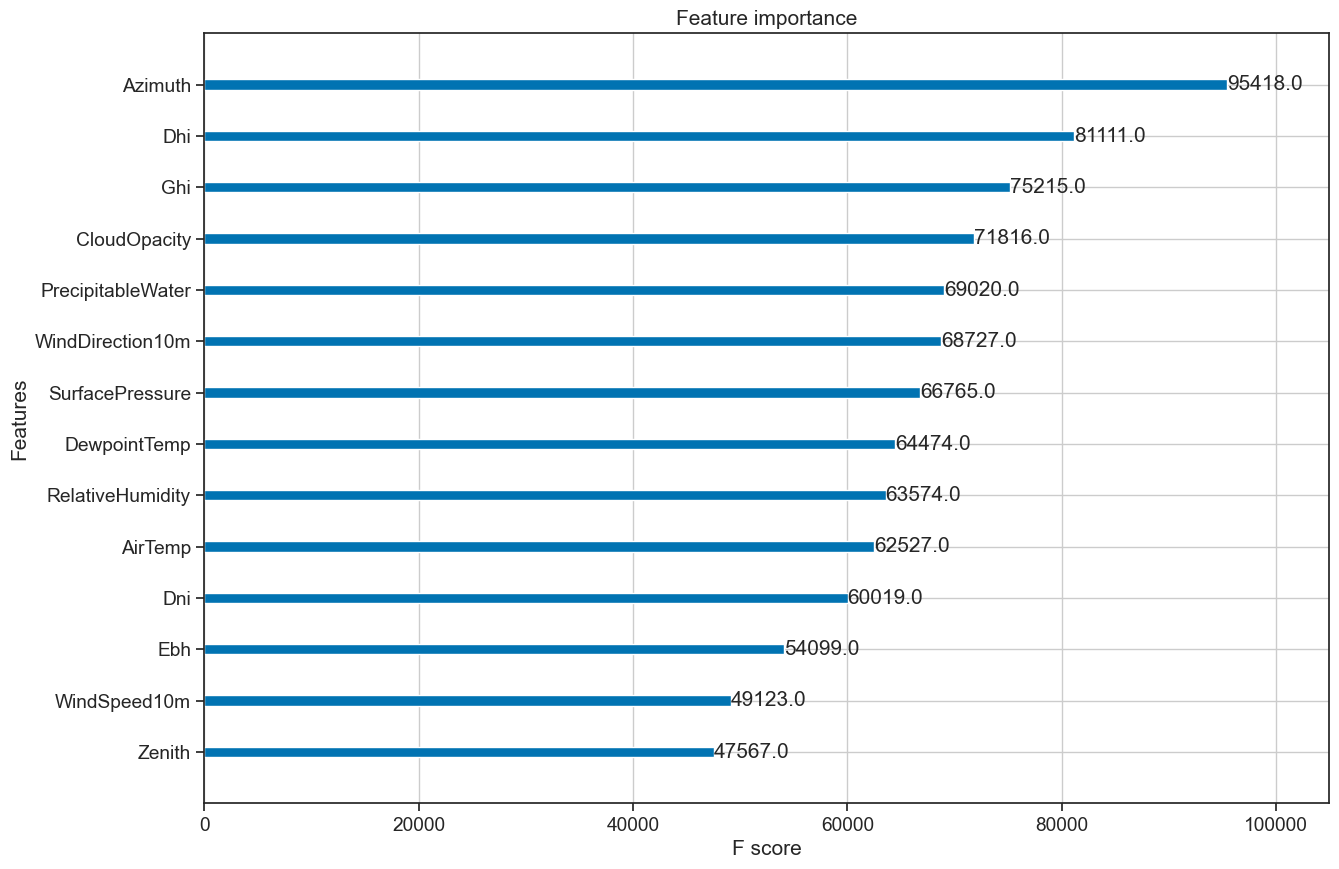 Feature importance
Azimuth 95418.0
Dhi 81111.0
Ghi 75215.0
CloudOpacity 71816.0
PrecipitableWater 69020.0
WindDirection10m 68727.0
SurfacePressure 66765.0
DewpointTemp 64474.0
RelativeHumidity 63574.0
AirTemp 62527.0
Dni 60019.0
Ebh 54099.0
WindSpeed10m 49123.0
Zenith 47567.0
Features
0 20000 40000 60000 80000 100000
F score